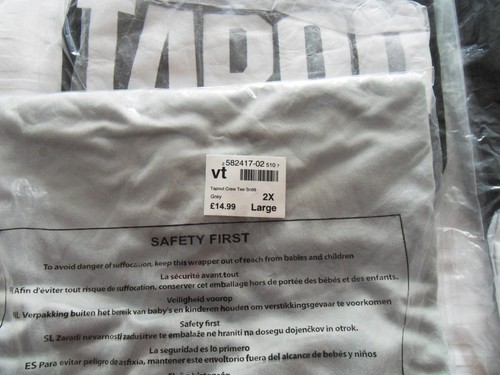 TAPOU
2 582417-02 510 7
vt
Tapout Crew Tee Sn99
Grey
2X
£14.99
Large
SAFETY FIRST
To avoid danger of suffocation, keep this wrapper out of reach from babies and children
La sécurité avant tout
Afin d'éviter tout risque de suffocation, conserver cet emballage hors de portée des bébés et des enfants.
Veiligheid voorop
NL Verpakking buiten het bereik van baby's en kinderen houden om verstikkingsgevaar te voorkomen
Safety first
SL Zaradi nevarnosti zadušitve te embalaže ne hraniti na dosegu dojenčkov in otrok.
La seguridad es lo primero
ES Para evitar peligro de asfixia, mantener este envoltorio fuera del alcance de bebés y niños